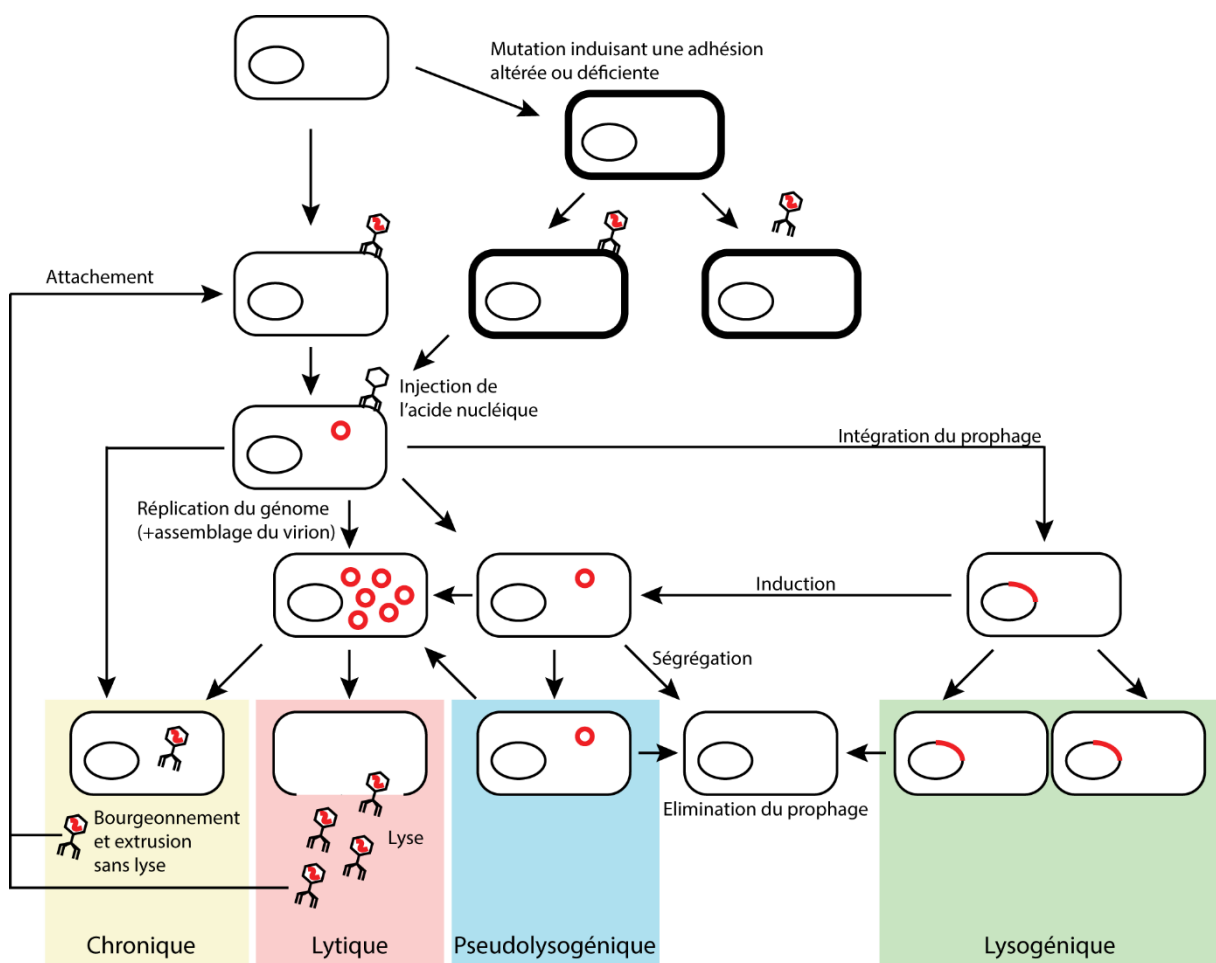 Mutation induisant une adhésion
altérée ou déficiente
Attachement
Injection de
l'acide nucléique
Intégration du prophage
Réplication du génome
(+assemblage du virion)
Induction
Ségrégation
Elimination du prophage
Bourgeonnement
et extrusion
sans lyse
Lyse
Chronique
Lytique
Pseudolysogénique
Lysogénique